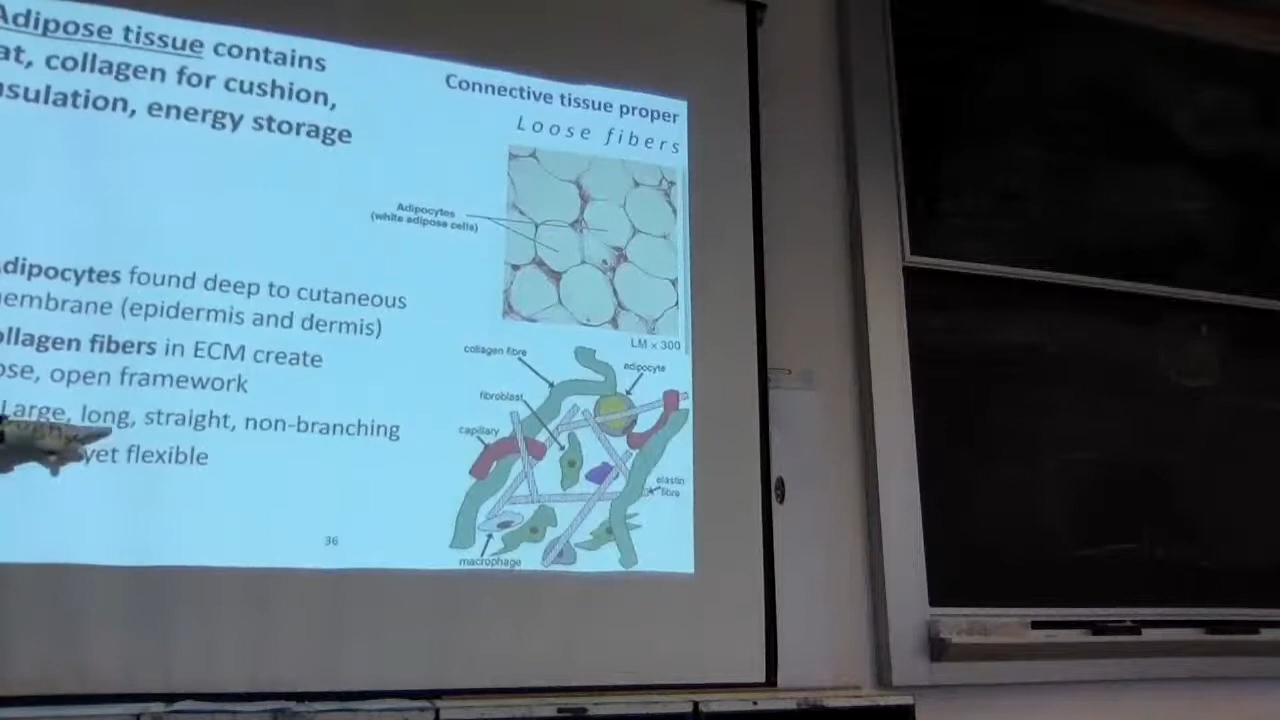 Adipose tissue contains
at, collagen for cushion,
nsulation, energy storage
Connective tissue proper
Loose fibers
Adipocytes
(white adipose cells)
LM x 300
dipocytes found deep to cutaneous
embrane (epidermis and dermis)
ollagen fibers in ECM create
ose, open framework
Large, long, straight, non-branching
yet flexible
collagen fibre
adipocyte
fibroblast
capillary
elastin
fibre
macrophage
36